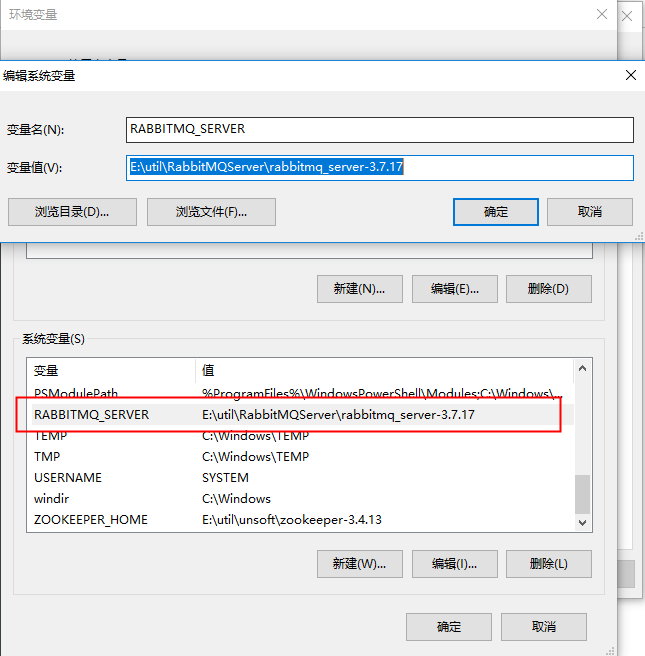 环境变量
编辑系统变量
变量名(N): RABBITMQ_SERVER
变量值(V): E:\util\RabbitMQServer\rabbitmq_server-3.7.17
浏览目录(D)... 浏览文件(F)... 确定 取消
新建(N)... 编辑(E)... 删除(D)
系统变量(S)
变量 值
PSModulePath %ProgramFiles%\WindowsPowerShell\Modules;C:\Windows\...
RABBITMQ_SERVER E:\util\RabbitMQServer\rabbitmq_server-3.7.17
TEMP C:\Windows\TEMP
TMP C:\Windows\TEMP
USERNAME SYSTEM
windir C:\Windows
ZOOKEEPER_HOME E:\util\unsoft\zookeeper-3.4.13
新建(W)... 编辑(I)... 删除(L)
确定 取消